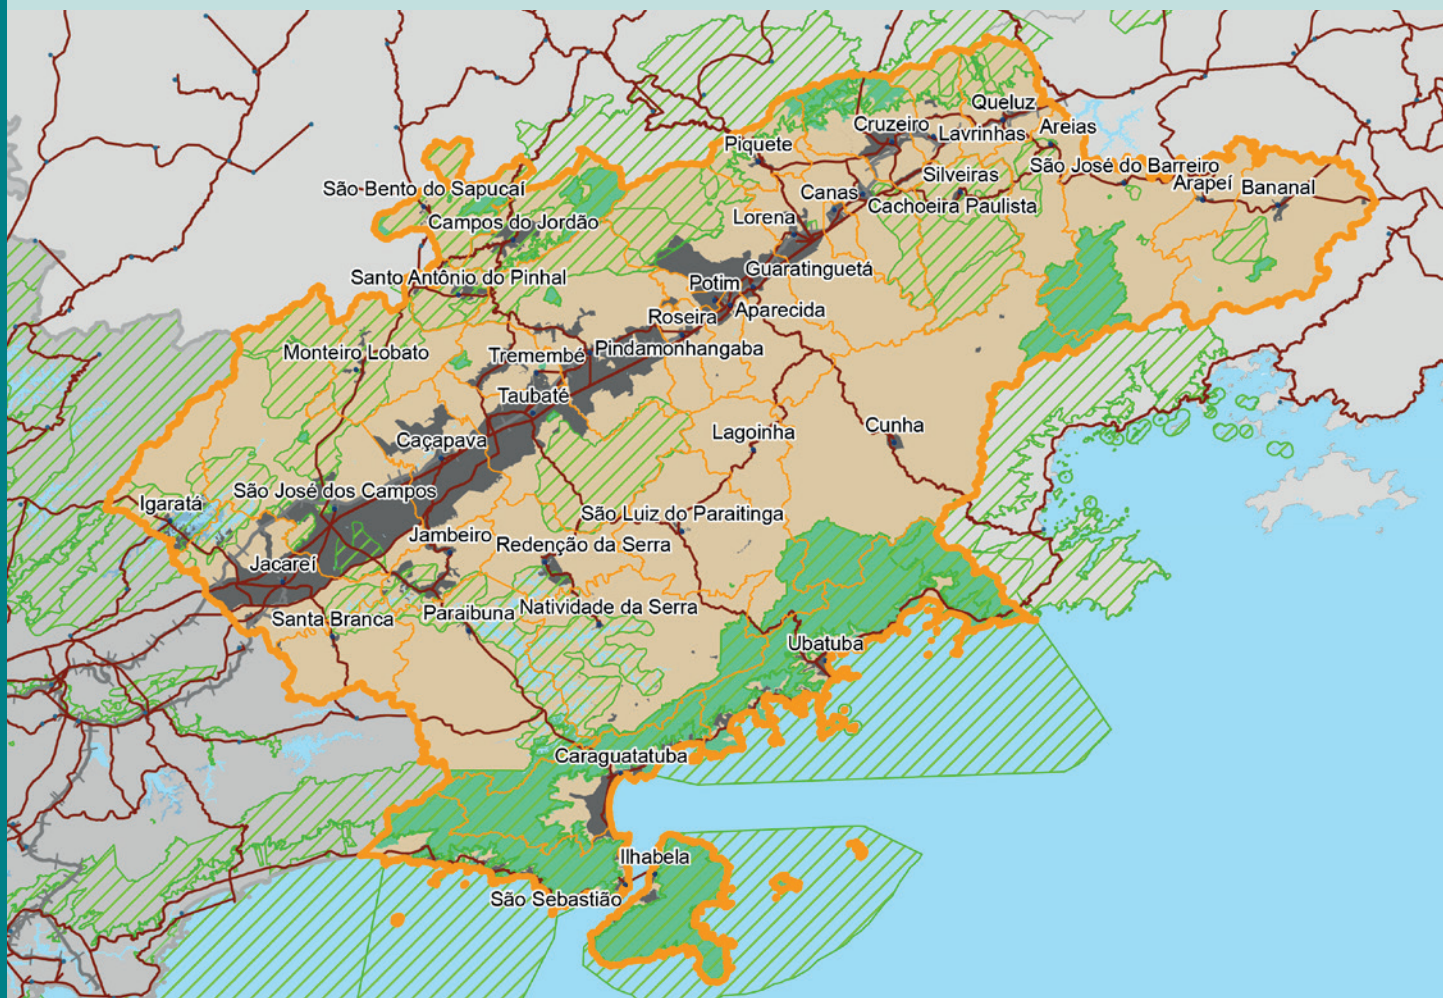 Queluz
Cruzeiro
Lavrinhas
Areias
Piquete
São José do Barreiro
Silveiras
Arapeí
Bananal
São Bento do Sapucaí
Canas
Cachoeira Paulista
Campos do Jordão
Lorena
Guaratinguetá
Santo Antônio do Pinhal
Potim
Aparecida
Roseira
Monteiro Lobato
Tremembé
Pindamonhangaba
Taubaté
Caçapava
Lagoinha
Cunha
São José dos Campos
Igaratá
São Luiz do Paraitinga
Jambeiro
Redenção da Serra
Jacareí
Santa Branca
Paraibuna
Natividade da Serra
Ubatuba
Caraguatatuba
Ilhabela
São Sebastião